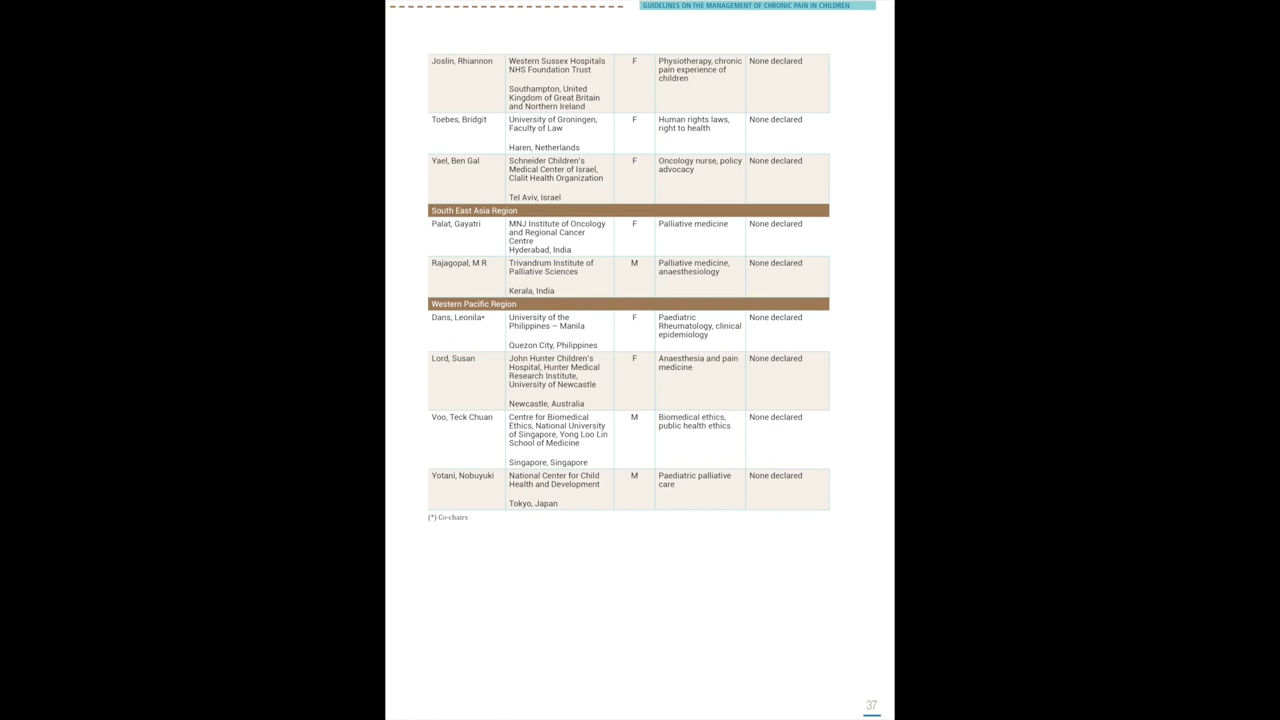 GUIDELINES ON THE MANAGEMENT OF CHRONIC PAIN IN CHILDREN
Joslin, Rhiannon
Western Sussex Hospitals
NHS Foundation Trust
Southampton, United
Kingdom of Great Britain
and Northern Ireland
F
Physiotherapy, chronic
pain experience of
children
None declared
Toebes, Bridgit
University of Groningen,
Faculty of Law
Haren, Netherlands
F
Human rights laws,
right to health
None declared
Yael, Ben Gal
Schneider Children's
Medical Center of Israel,
Clalit Health Organization
Tel Aviv, Israel
F
Oncology nurse, policy
advocacy
None declared
South East Asia Region
Palat, Gayatri
MNJ Institute of Oncology
and Regional Cancer
Centre
Hyderabad, India
F
Palliative medicine
None declared
Rajagopal, M R
Trivandrum Institute of
Palliative Sciences
Kerala, India
M
Palliative medicine,
anaesthesiology
None declared
Western Pacific Region
Dans, Leonila*
University of the
Philippines – Manila
Quezon City, Philippines
F
Paediatric
Rheumatology, clinical
epidemiology
None declared
Lord, Susan
John Hunter Children's
Hospital, Hunter Medical
Research Institute,
University of Newcastle
Newcastle, Australia
F
Anaesthesia and pain
medicine
None declared
Voo, Teck Chuan
Centre for Biomedical
Ethics, National University
of Singapore, Yong Loo Lin
School of Medicine
Singapore, Singapore
M
Biomedical ethics,
public health ethics
None declared
Yotani, Nobuyuki
National Center for Child
Health and Development
Tokyo, Japan
M
Paediatric palliative
care
None declared
(*) Co-chairs
37